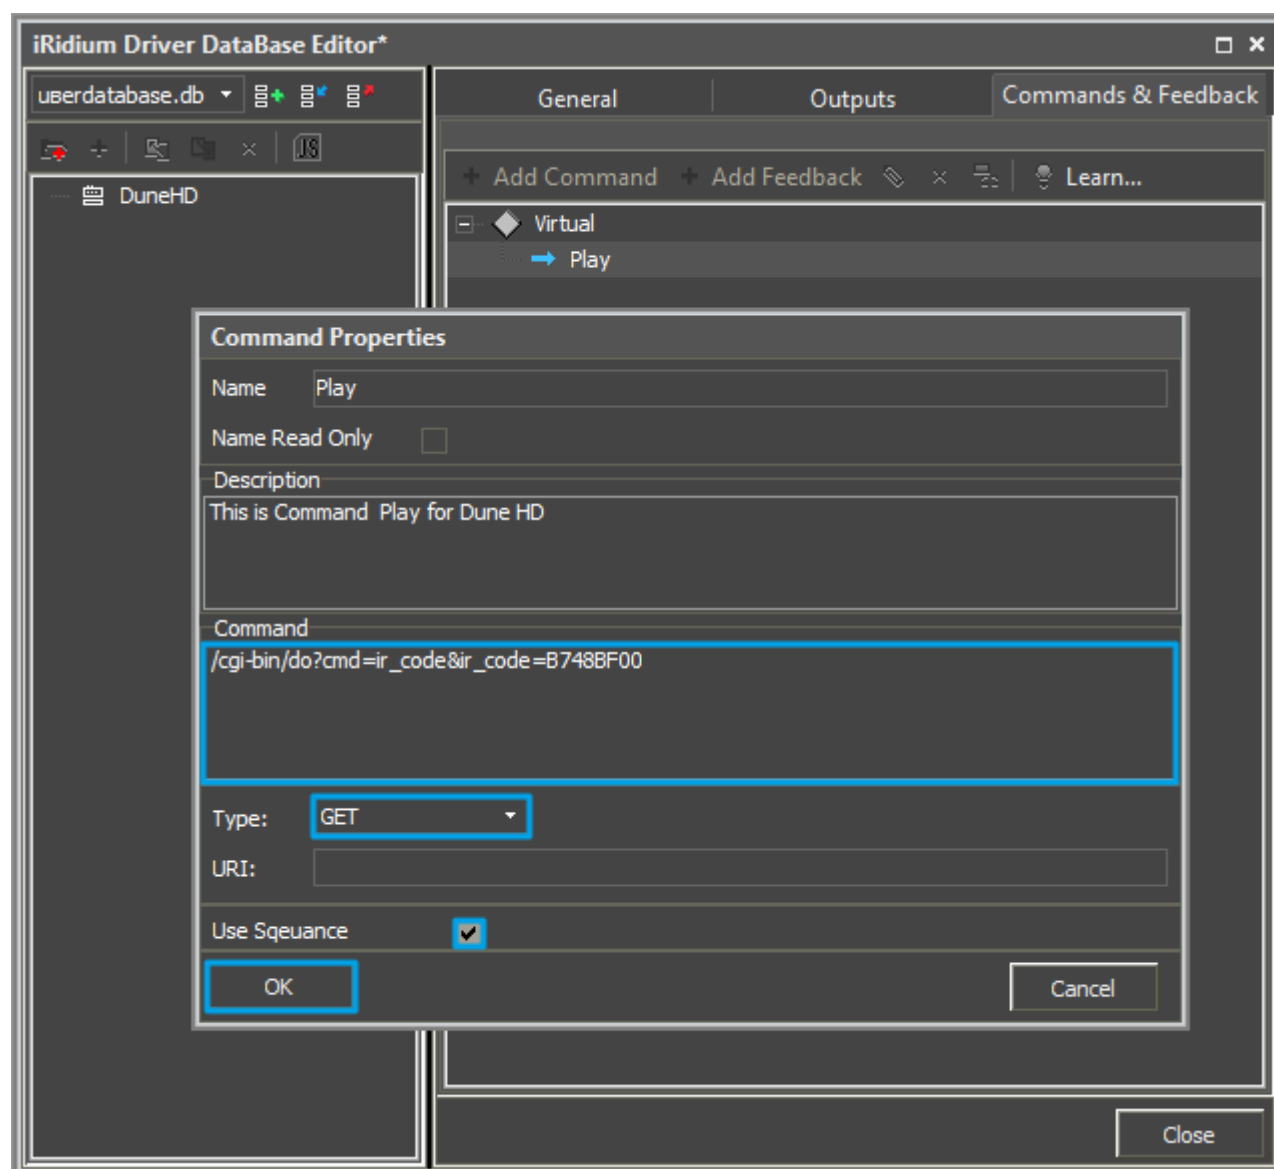 iRidium Driver DataBase Editor*
uверdatabase.db
General
Outputs
Commands & Feedback
JS
Add Command
Add Feedback
Learn...
DuneHD
Virtual
Play
Command Properties
Name
Play
Name Read Only
Description
This is Command  Play for Dune HD
Command
/cgi-bin/do?cmd=ir_code&ir_code=B748BF00
Type:
GET
URI:
Use Sqeuance
OK
Cancel
Close